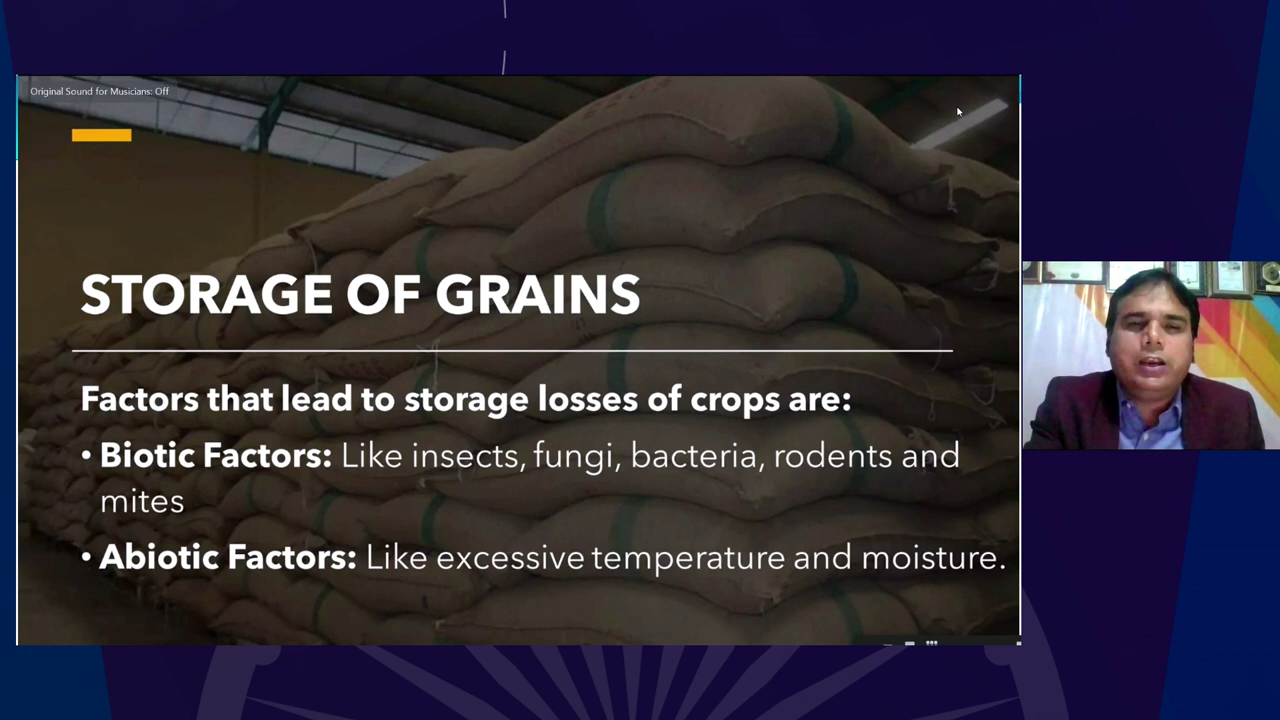 Original Sound for Musicians: Off
STORAGE OF GRAINS
Factors that lead to storage losses of crops are:
• Biotic Factors: Like insects, fungi, bacteria, rodents and
mites
• Abiotic Factors: Like excessive temperature and moisture.